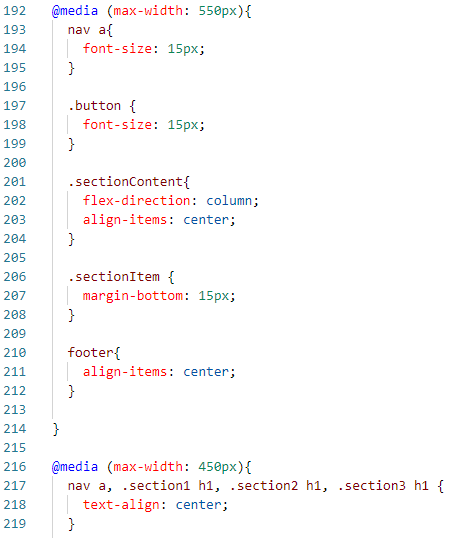 192 @media (max-width: 550px){
193 nav a{
194 font-size: 15px;
195 }
196
197 .button {
198 font-size: 15px;
199 }
200
201 .sectionContent{
202 flex-direction: column;
203 align-items: center;
204 }
205
206 .sectionItem {
207 margin-bottom: 15px;
208 }
209
210 footer{
211 align-items: center;
212 }
213
214 }
215
216 @media (max-width: 450px){
217 nav a, .section1 h1, .section2 h1, .section3 h1 {
218 text-align: center;
219 }